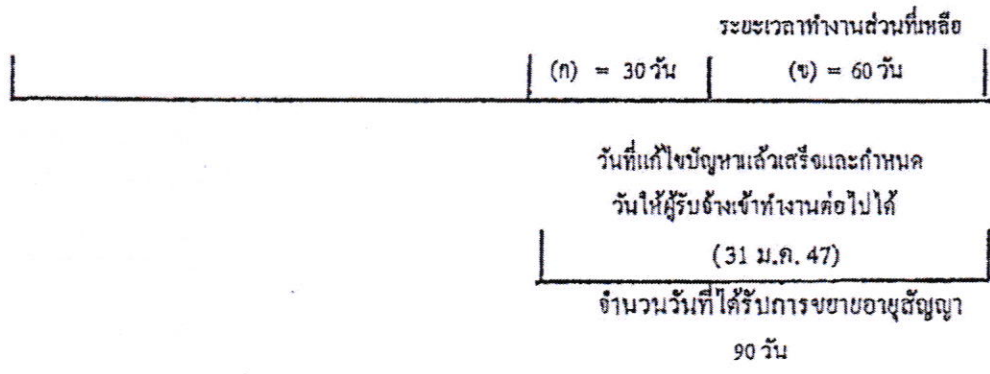 ระยะเวลาทำงานส่วนที่เหลือ
(ก) = 30 วัน (ข) = 60 วัน
วันที่แก้ไขปัญหาแล้วเสร็จและกำหนด
วันให้ผู้รับจ้างเข้าทำงานต่อไปได้
(31 ม.ค. 47)
จำนวนวันที่ได้รับการขยายอายุสัญญา
90 วัน